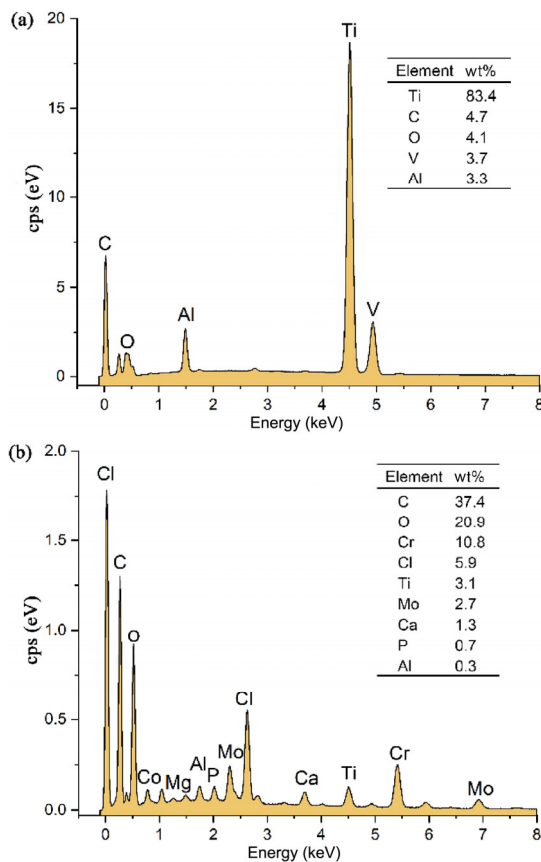 (a)
Ti
Element wt%
Ti 83.4
C 4.7
O 4.1
V 3.7
Al 3.3
20
15
10
5
0
cps (eV)
C
O
Al
V
0 1 2 3 4 5 6 7 8
Energy (keV)
(b)
Cl
Element wt%
C 37.4
O 20.9
Cr 10.8
Cl 5.9
Ti 3.1
Mo 2.7
Ca 1.3
P 0.7
Al 0.3
2.0
1.5
1.0
0.5
0.0
cps (eV)
C
O
Co
Mg
Al
P
Mo
Cl
Ca
Ti
Cr
Mo
0 1 2 3 4 5 6 7 8
Energy (keV)